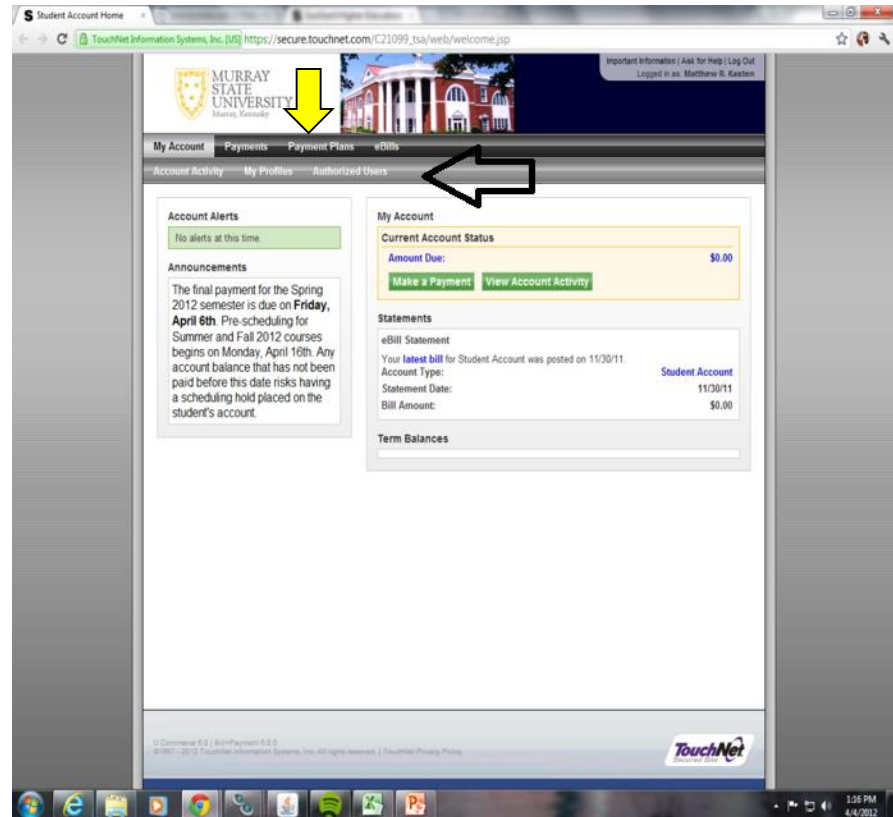 Student Account Home
TouchNet Information Systems, Inc. [US] https://secure.touchnet.com/C21099_tsa/web/welcome.jsp
Important Information | Ask for Help | Log Out
Logged in as: Matthew R. Kasten
MURRAY
STATE
UNIVERSITY
Murray, Kentucky
My Account Payments Payment Plans eBills
Account Activity My Profiles Authorized Users
Account Alerts
No alerts at this time.
Announcements
The final payment for the Spring
2012 semester is due on Friday,
April 6th. Pre-scheduling for
Summer and Fall 2012 courses
begins on Monday, April 16th. Any
account balance that has not been
paid before this date risks having
a scheduling hold placed on the
student's account.
My Account
Current Account Status
Amount Due: $0.00
Make a Payment View Account Activity
Statements
eBill Statement
Your latest bill for Student Account was posted on 11/30/11.
Account Type: Student Account
Statement Date: 11/30/11
Bill Amount: $0.00
Term Balances
TouchNet
Secured Site
1:16 PM
4/4/2012